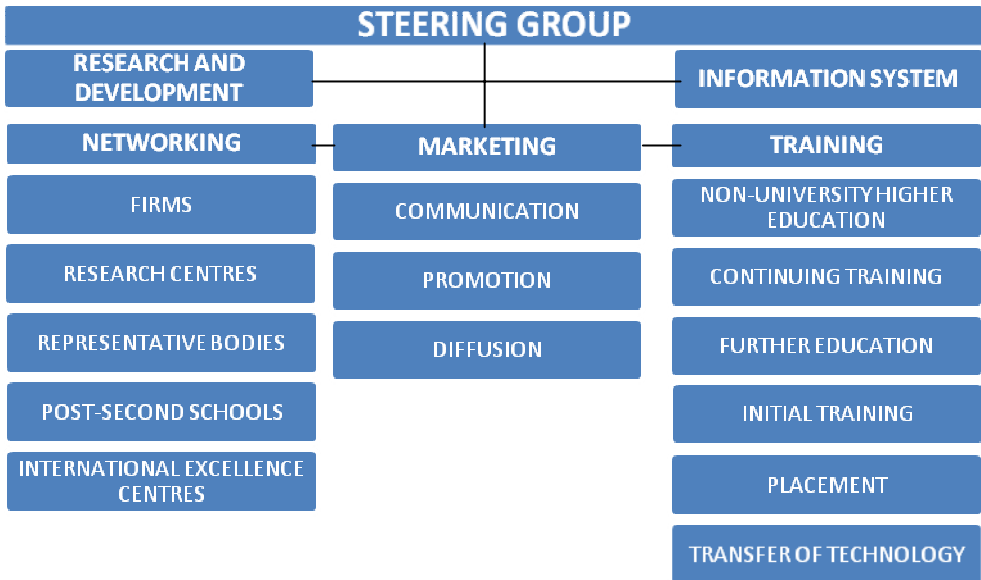 STEERING GROUP
RESEARCH AND
DEVELOPMENT
INFORMATION SYSTEM
NETWORKING
MARKETING
TRAINING
FIRMS
RESEARCH CENTRES
REPRESENTATIVE BODIES
POST-SECOND SCHOOLS
INTERNATIONAL EXCELLENCE
CENTRES
COMMUNICATION
PROMOTION
DIFFUSION
NON-UNIVERSITY HIGHER
EDUCATION
CONTINUING TRAINING
FURTHER EDUCATION
INITIAL TRAINING
PLACEMENT
TRANSFER OF TECHNOLOGY